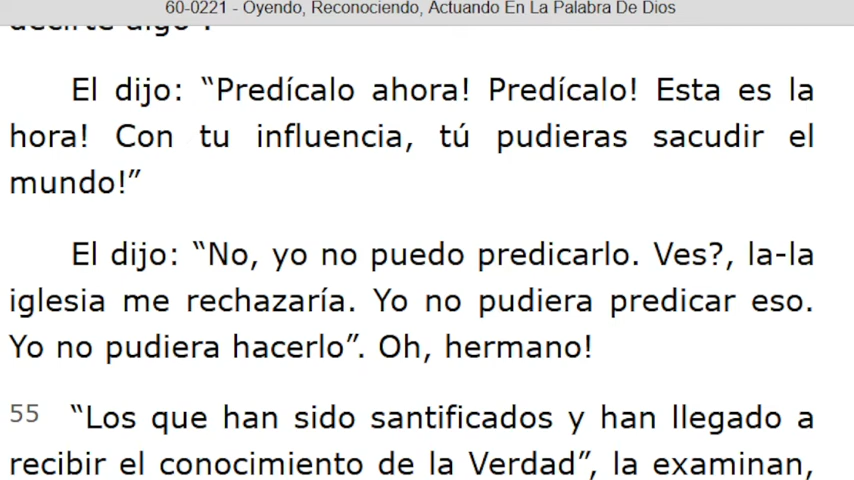 60-0221 - Oyendo, Reconociendo, Actuando En La Palabra De Dios
decirte algo".
El dijo: “Predícalo ahora! Predícalo! Esta es la
hora! Con tu influencia, tú pudieras sacudir el
mundo!”
El dijo: “No, yo no puedo predicarlo. Ves?, la-la
iglesia me rechazaría. Yo no pudiera predicar eso.
Yo no pudiera hacerlo”. Oh, hermano!
55 “Los que han sido santificados y han llegado a
recibir el conocimiento de la Verdad”, la examinan,